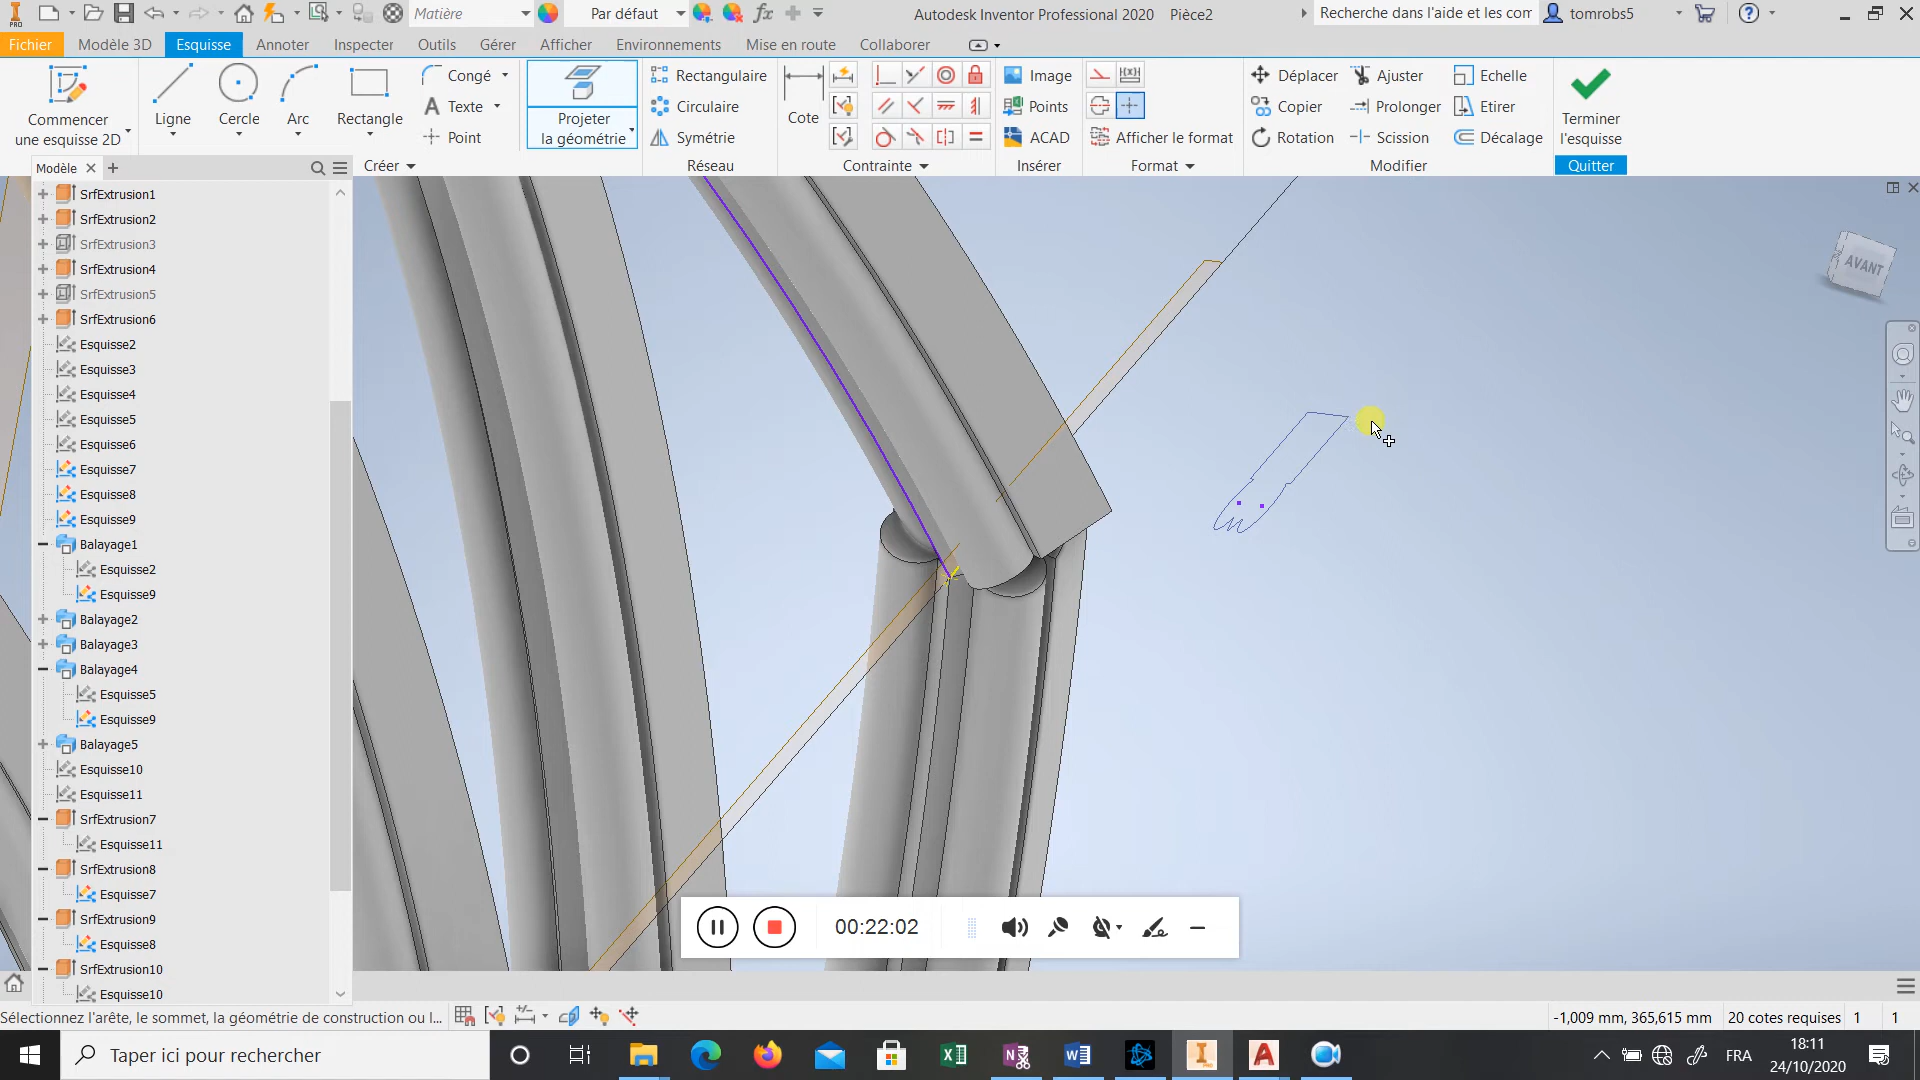 PRO
Matière
Par défaut
Autodesk Inventor Professional 2020 Pièce2
Recherche dans l'aide et les com
tomrobs5
Fichier
Modèle 3D
Esquisse
Annoter
Inspecter
Outils
Gérer
Afficher
Environnements
Mise en route
Collaborer
Commencer
une esquisse 2D
Ligne
Cercle
Arc
Rectangle
Congé
Texte
Point
Projeter
la géométrie
Rectangulaire
Circulaire
Symétrie
Cote
Image
Points
ACAD
Afficher le format
Déplacer
Copier
Rotation
Ajuster
Prolonger
Scission
Echelle
Etirer
Décalage
Terminer
l'esquisse
Modèle
Créer
Réseau
Contrainte
Insérer
Format
Modifier
Quitter
SrfExtrusion1
SrfExtrusion2
SrfExtrusion3
SrfExtrusion4
SrfExtrusion5
SrfExtrusion6
Esquisse2
Esquisse3
Esquisse4
Esquisse5
Esquisse6
Esquisse7
Esquisse8
Esquisse9
Balayage1
Esquisse2
Esquisse9
Balayage2
Balayage3
Balayage4
Esquisse5
Esquisse9
Balayage5
Esquisse10
Esquisse11
SrfExtrusion7
Esquisse11
SrfExtrusion8
Esquisse7
SrfExtrusion9
Esquisse8
SrfExtrusion10
Esquisse10
AVANT
00:22:02
Sélectionnez l'arête, le sommet, la géométrie de construction ou l...
-1,009 mm, 365,615 mm
20 cotes requises
1
1
Taper ici pour rechercher
FRA
18:11
24/10/2020